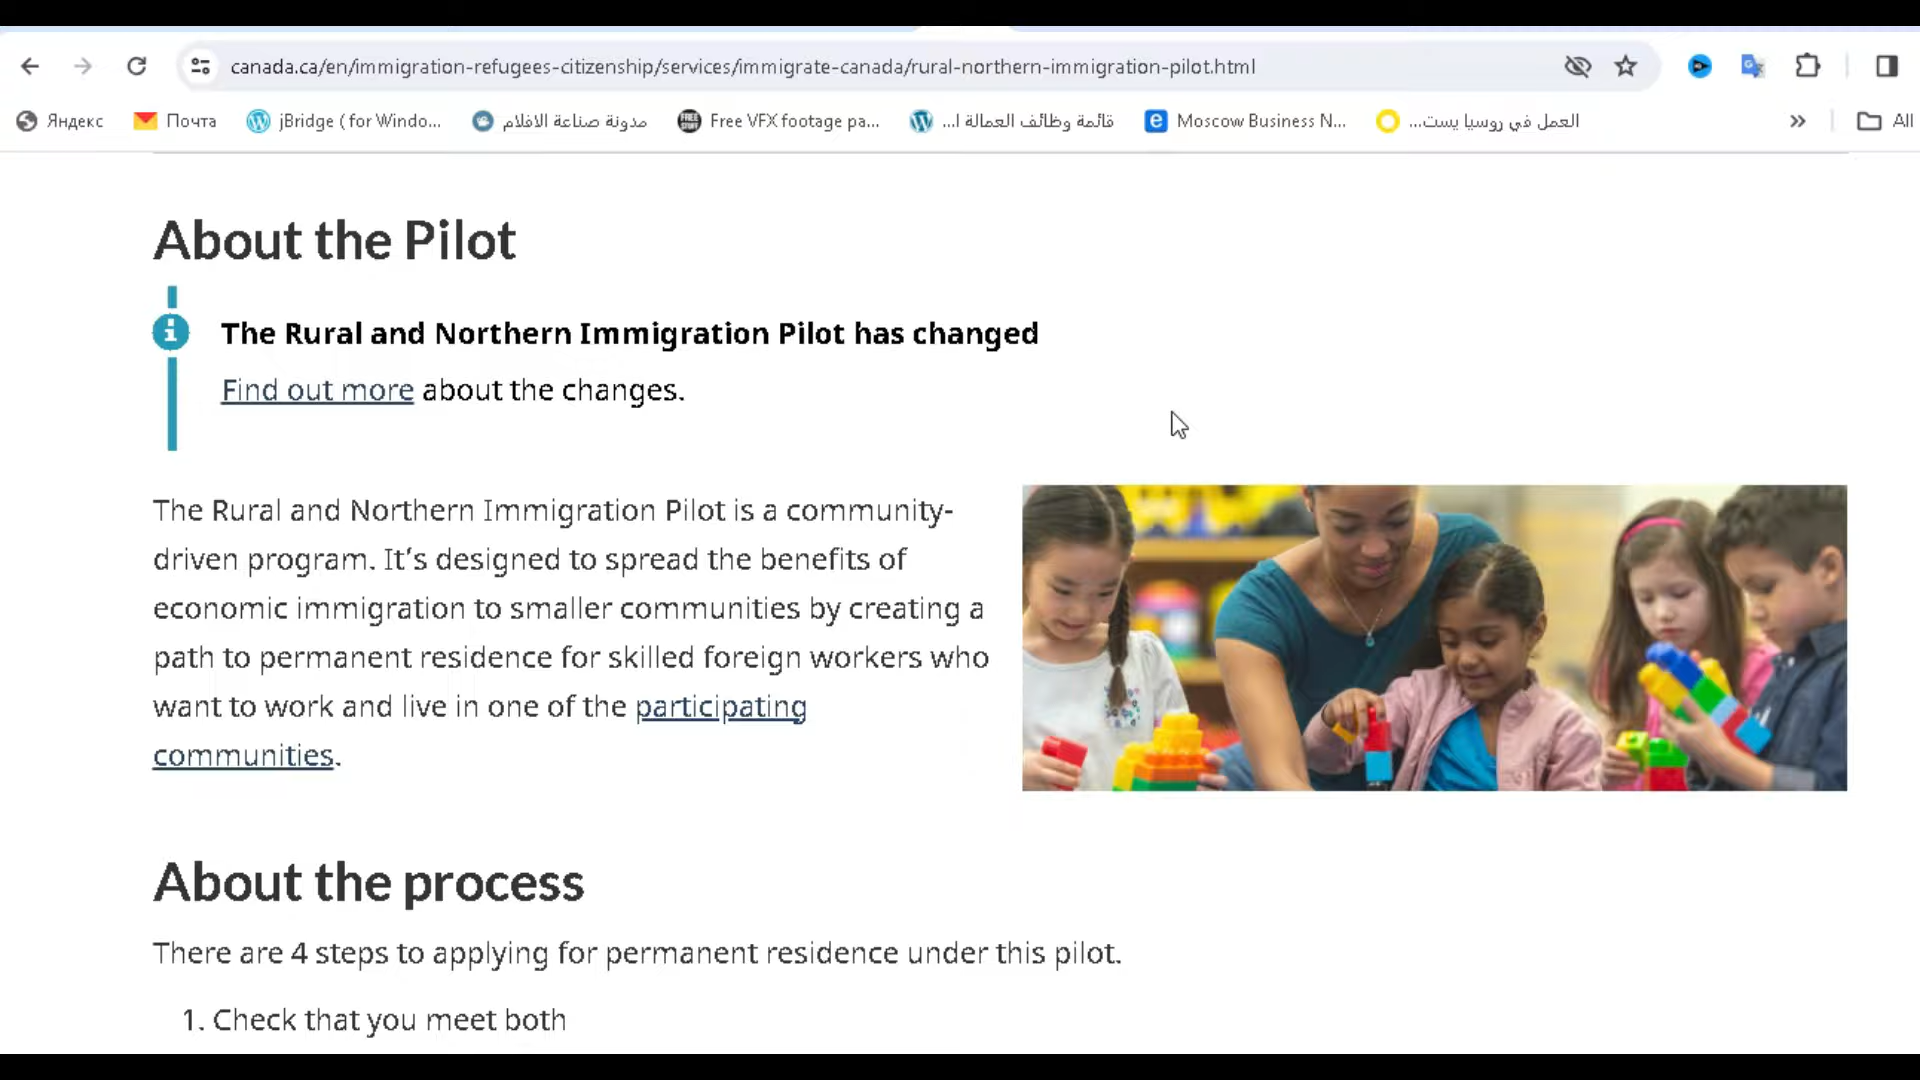 canada.ca/en/immigration-refugees-citizenship/services/immigrate-canada/rural-northern-immigration-pilot.html
Яндекс Почта jBridge ( for Windo... مدونة صناعة الافلام Free VFX footage pa... قائمة وظائف العمالة ا... Moscow Business N... العمل في روسيا يست... » All
About the Pilot
The Rural and Northern Immigration Pilot has changed
Find out more about the changes.
The Rural and Northern Immigration Pilot is a community-
driven program. It’s designed to spread the benefits of
economic immigration to smaller communities by creating a
path to permanent residence for skilled foreign workers who
want to work and live in one of the participating
communities.
About the process
There are 4 steps to applying for permanent residence under this pilot.
1. Check that you meet both